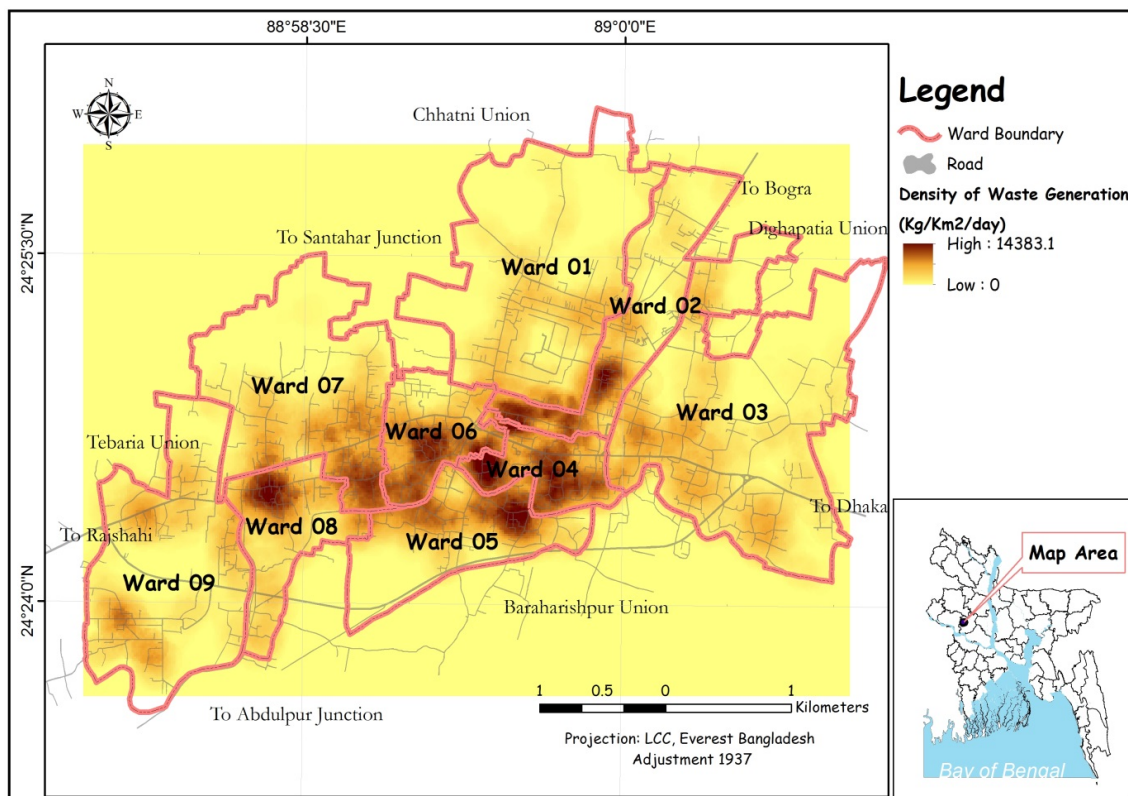 88°58'30"E
89°0'0"E
N
W
E
S
Chhatni Union
To Bogra
Dighapatia Union
To Santahar Junction
24°25'30"N
Ward 01
Ward 02
Ward 07
Ward 03
Ward 06
Tebaria Union
Ward 04
To Dhaka
Ward 08
To Rajshahi
Ward 05
Ward 09
24°24'0"N
Baraharishpur Union
To Abdulpur Junction
1
0.5
0
1
Kilometers
Projection: LCC, Everest Bangladesh
Adjustment 1937
Legend
Ward Boundary
Road
Density of Waste Generation
(Kg/Km2/day)
High : 14383.1
Low : 0
Map Area
Bay of Bengal